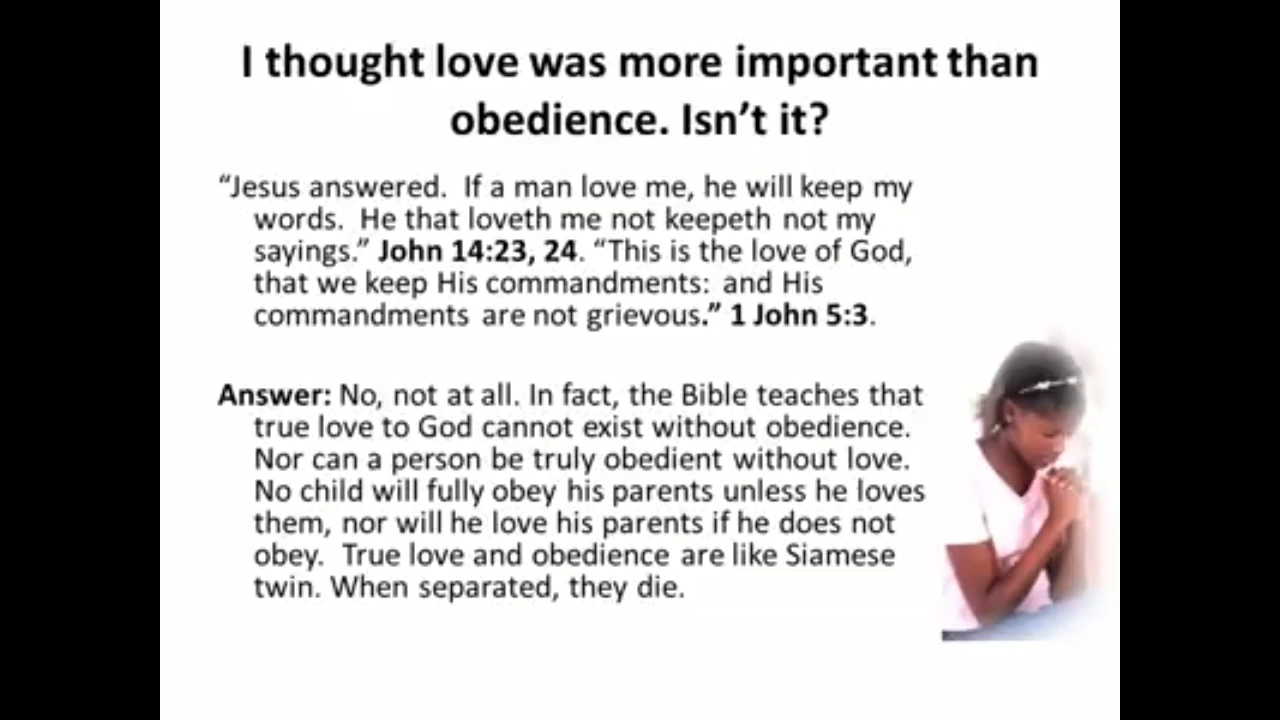 I thought love was more important than
obedience. Isn’t it?
“Jesus answered.  If a man love me, he will keep my
words.  He that loveth me not keepeth not my
sayings.” John 14:23, 24. “This is the love of God,
that we keep His commandments:  and His
commandments are not grievous.” 1 John 5:3.
Answer: No, not at all. In fact, the Bible teaches that
true love to God cannot exist without obedience.
Nor can a person be truly obedient without love.
No child will fully obey his parents unless he loves
them, nor will he love his parents if he does not
obey.  True love and obedience are like Siamese
twin. When separated, they die.